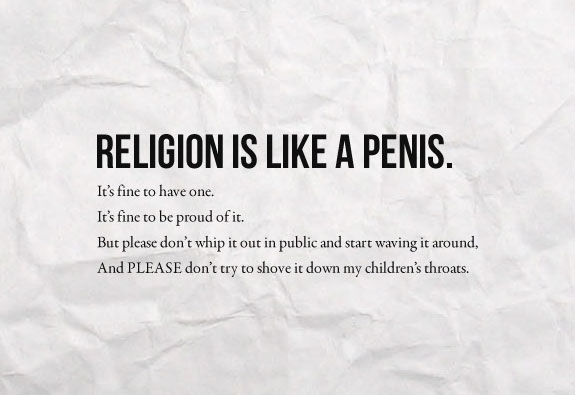 RELIGION IS LIKE A PENIS.
It's fine to have one.
It's fine to be proud of it.
But please don't whip it out in public and start waving it around,
And PLEASE don't try to shove it down my children's throats.